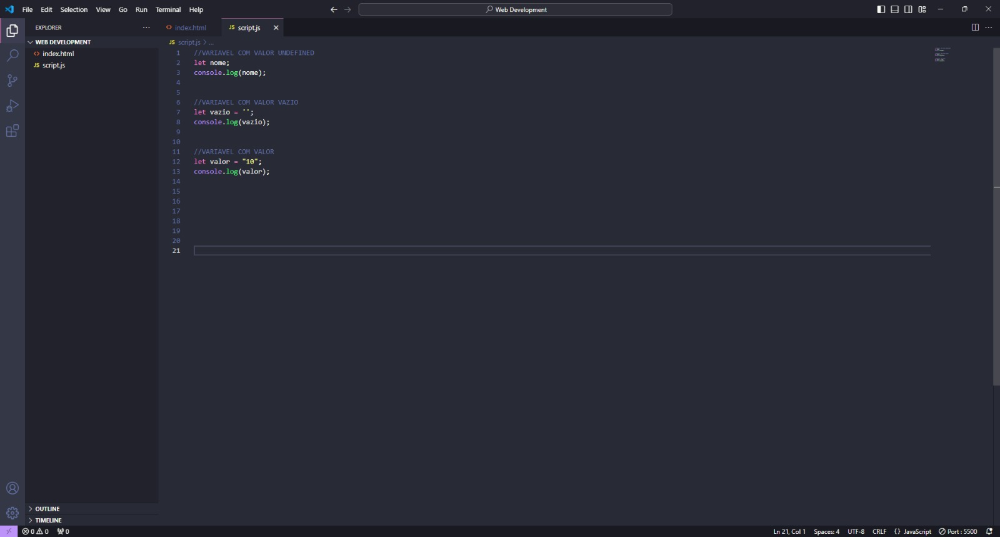 File Edit Selection View Go Run Terminal Help
Web Development
EXPLORER
index.html
JS script.js
WEB DEVELOPMENT
index.html
JS script.js
JS script.js > ...
1 //VARIAVEL COM VALOR UNDEFINED
2 let nome;
3 console.log(nome);
4
5
6 //VARIAVEL COM VALOR VAZIO
7 let vazio = '';
8 console.log(vazio);
9
10
11 //VARIAVEL COM VALOR
12 let valor = "10";
13 console.log(valor);
14
15
16
17
18
19
20
21
OUTLINE
TIMELINE
0 0 0
Ln 21, Col 1 Spaces: 4 UTF-8 CRLF {} JavaScript Port : 5500